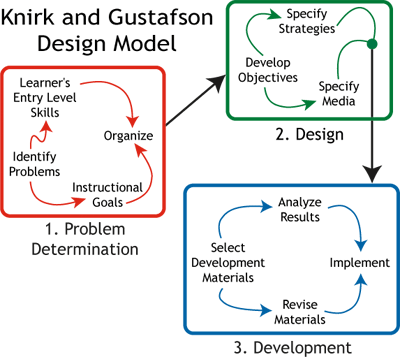 Knirk and Gustafson
Design Model
Learner's
Entry Level
Skills
Organize
Identify
Problems
Instructional
Goals
1. Problem
Determination
Specify
Strategies
Develop
Objectives
Specify
Media
2. Design
Analyze
Results
Select
Development
Materials
Implement
Revise
Materials
3. Development